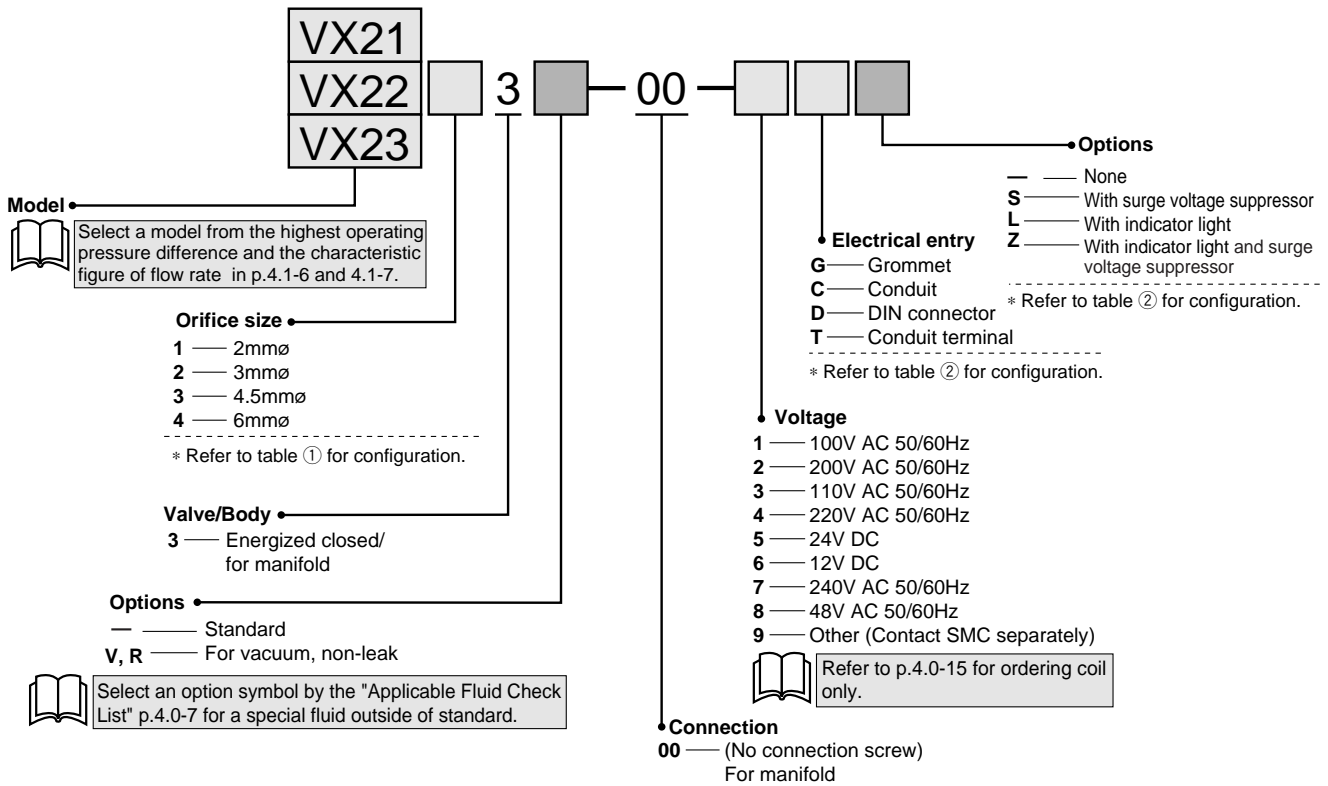 VX21
VX22 3 — 00 —
VX23
Model
Select a model from the highest operating
pressure difference and the characteristic
figure of flow rate in p.4.1-6 and 4.1-7.
Orifice size
1 — 2mmø
2 — 3mmø
3 — 4.5mmø
4 — 6mmø
* Refer to table ① for configuration.
Valve/Body
3 — Energized closed/
for manifold
Options
— — Standard
V, R — For vacuum, non-leak
Select an option symbol by the "Applicable Fluid Check
List" p.4.0-7 for a special fluid outside of standard.
Connection
00 — (No connection screw)
For manifold
Voltage
1 — 100V AC 50/60Hz
2 — 200V AC 50/60Hz
3 — 110V AC 50/60Hz
4 — 220V AC 50/60Hz
5 — 24V DC
6 — 12V DC
7 — 240V AC 50/60Hz
8 — 48V AC 50/60Hz
9 — Other (Contact SMC separately)
Refer to p.4.0-15 for ordering coil
only.
Electrical entry
G — Grommet
C — Conduit
D — DIN connector
T — Conduit terminal
* Refer to table ② for configuration.
Options
— — None
S — With surge voltage suppressor
L — With indicator light
Z — With indicator light and surge
voltage suppressor
* Refer to table ② for configuration.